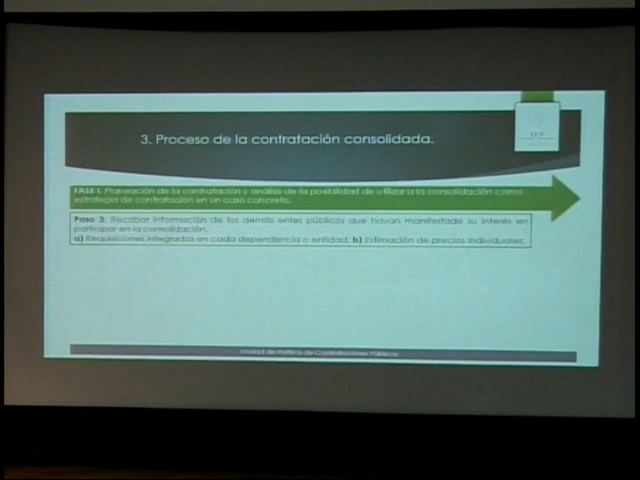 3. Proceso de la contratación consolidada.
SFP
FASE I. Planeación de la contratación y análisis de la posibilidad de utilizar a la consolidación como
estrategia de contratación en un caso concreto.
Paso 3. Recabar información de los demás entes públicos que hayan manifestado su interés en
participar en la consolidación.
a) Requisiciones integradas en cada dependencia o entidad; b) Estimación de precios individuales;
Unidad de Política de Contrataciones Públicas